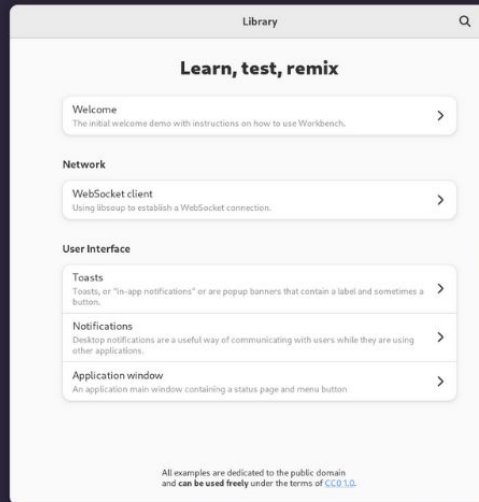 Library
Learn, test, remix
Welcome
The initial welcome demo with instructions on how to use Workbench.
Network
WebSocket client
Using libsoup to establish a WebSocket connection.
User Interface
Toasts
Toasts, or "in-app notifications" or are popup banners that contain a label and sometimes a
button.
Notifications
Desktop notifications are a useful way of communicating with users while they are using
other applications.
Application window
An application main window containing a status page and menu button
All examples are dedicated to the public domain
and can be used freely under the terms of CC0 1.0.